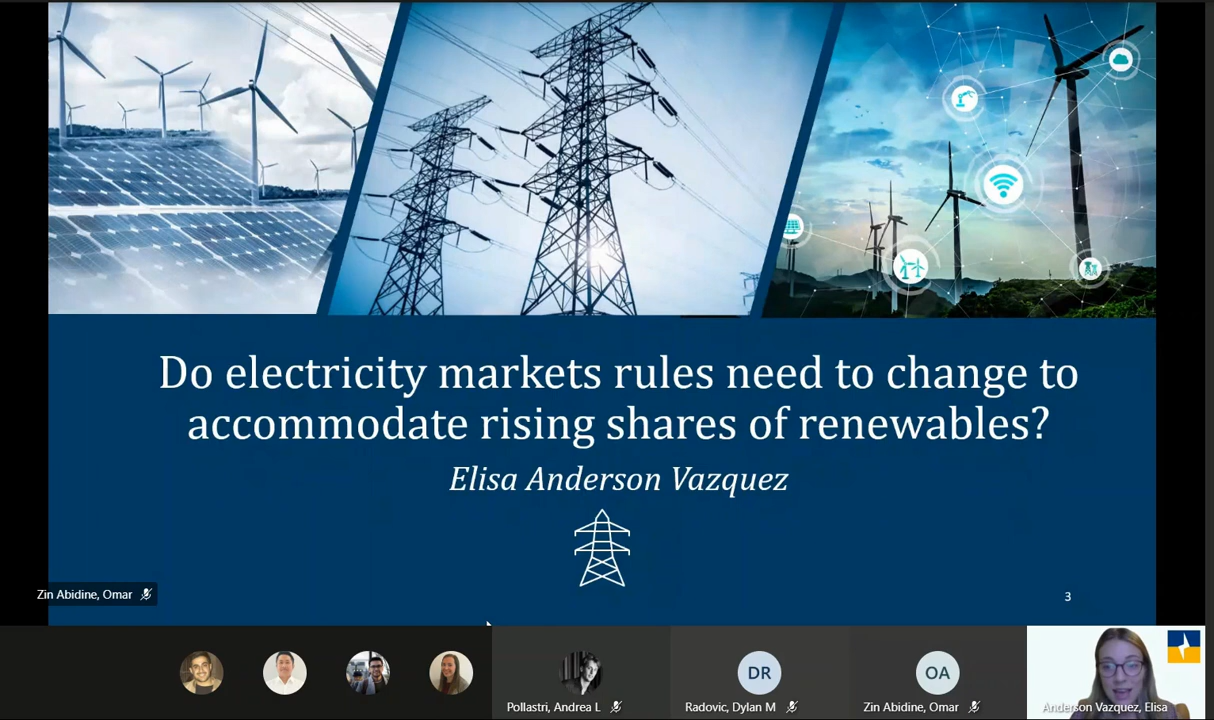 Do electricity markets rules need to change to
accommodate rising shares of renewables?
Elisa Anderson Vazquez
Zin Abidine, Omar
3
Pollastri, Andrea L
DR
Radovic, Dylan M
OA
Zin Abidine, Omar
Anderson Vazquez, Elisa